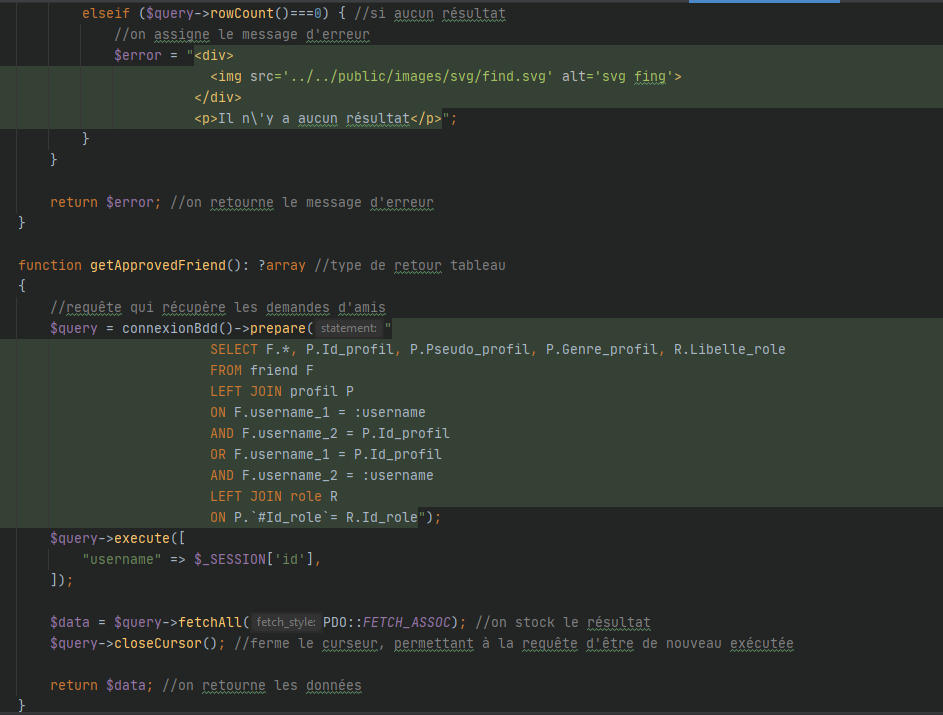 elseif ($query->rowCount()===0) { //si aucun résultat
//on assigne le message d'erreur
$error = "<div>
<img src='../../public/images/svg/find.svg' alt='svg fing'>
</div>
<p>Il n\'y a aucun résultat</p>";
}
}
return $error; //on retourne le message d'erreur
}
function getApprovedFriend(): ?array //type de retour tableau
{
//requête qui récupère les demandes d'amis
$query = connexionBdd()->prepare( statement: "
SELECT F.*, P.Id_profil, P.Pseudo_profil, P.Genre_profil, R.Libelle_role
FROM friend F
LEFT JOIN profil P
ON F.username_1 = :username
AND F.username_2 = P.Id_profil
OR F.username_1 = P.Id_profil
AND F.username_2 = :username
LEFT JOIN role R
ON P.`#Id_role`= R.Id_role");
$query->execute([
"username" => $_SESSION['id'],
]);
$data = $query->fetchAll( fetch_style: PDO::FETCH_ASSOC); //on stock le résultat
$query->closeCursor(); //ferme le curseur, permettant à la requête d'être de nouveau exécutée
return $data; //on retourne les données
}